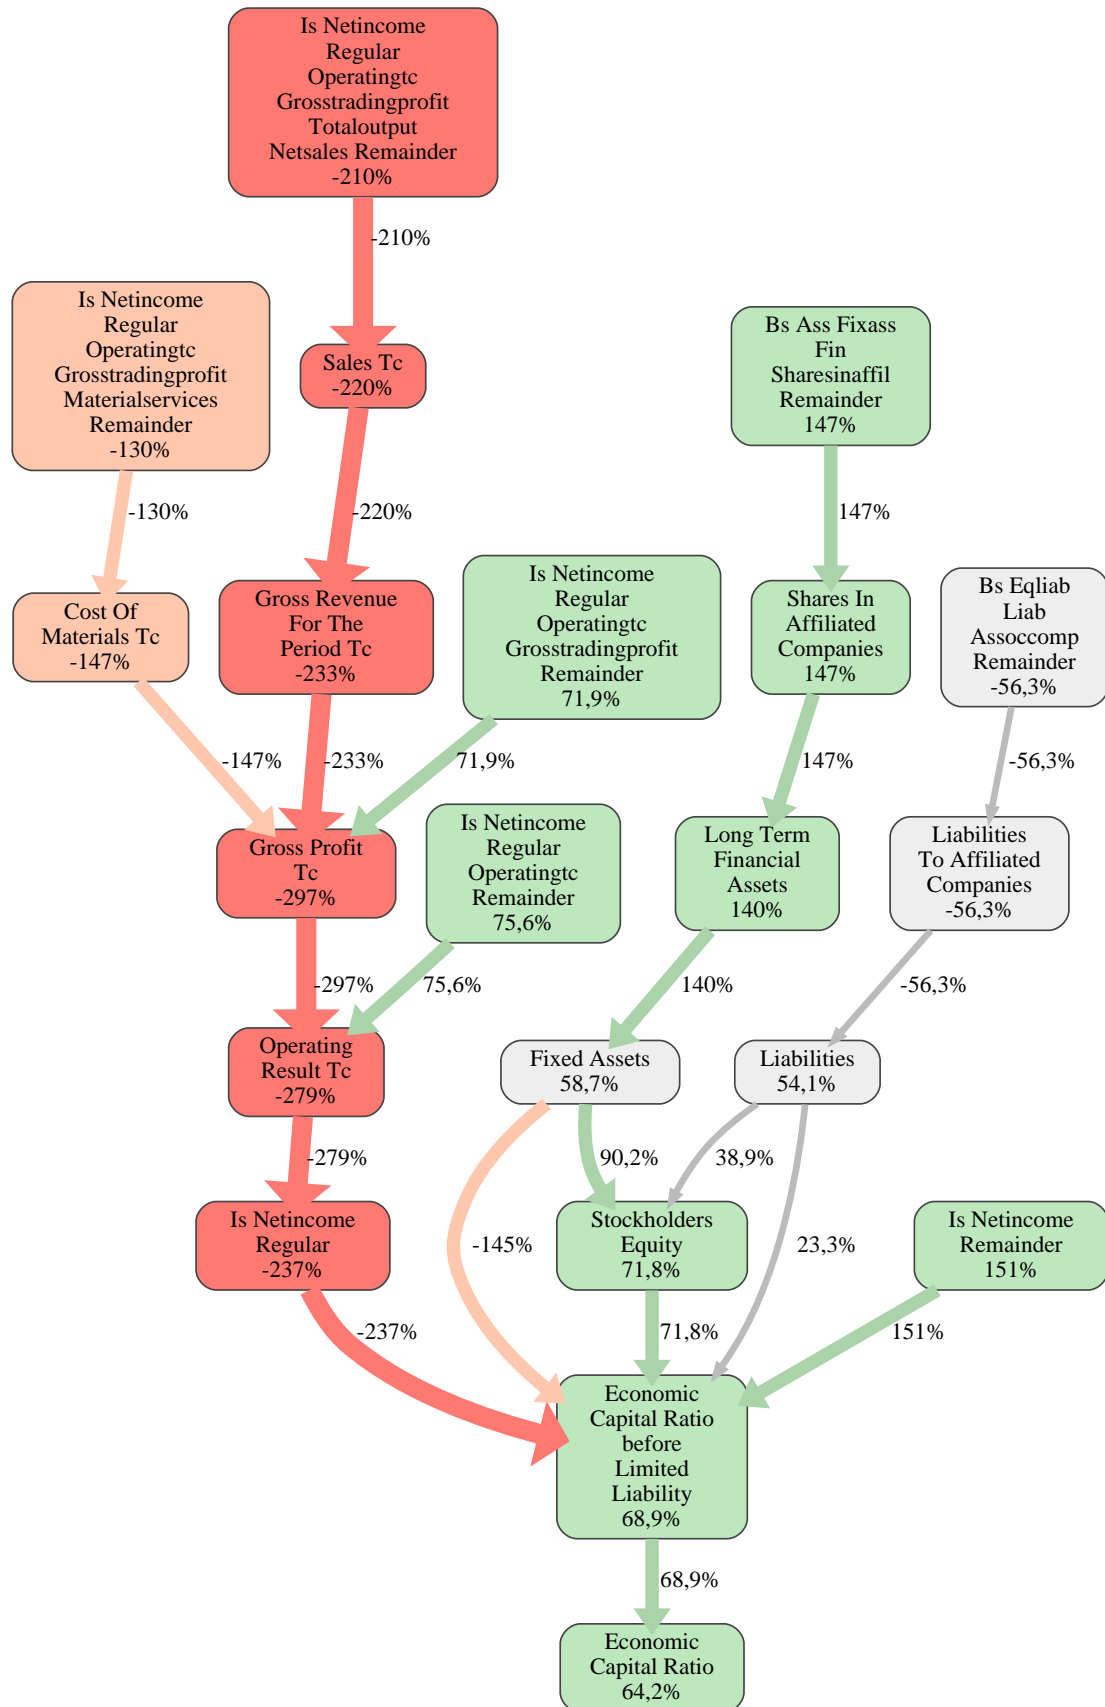 Is Netincome
Regular
Operatingtc
Grosstradingprofit
Totaloutput
Netsales Remainder
-210%
-210%
Is Netincome
Regular
Operatingtc
Grosstradingprofit
Materialservices
Remainder
-130%
Sales Tc
-220%
Bs Ass Fixass
Fin
Sharesinaffil
Remainder
147%
-130%
-220%
147%
Cost Of
Materials Tc
-147%
Gross Revenue
For The
Period Tc
-233%
Is Netincome
Regular
Operatingtc
Grosstradingprofit
Remainder
71,9%
Shares In
Affiliated
Companies
147%
Bs Eqliab
Liab
Assoccomp
Remainder
-56,3%
-147%
-233%
71,9%
147%
-56,3%
Gross Profit
Tc
-297%
Is Netincome
Regular
Operatingtc
Remainder
75,6%
Long Term
Financial
Assets
140%
Liabilities
To Affiliated
Companies
-56,3%
-297%
75,6%
140%
-56,3%
Operating
Result Tc
-279%
Fixed Assets
58,7%
Liabilities
54,1%
-279%
90,2%
38,9%
Is Netincome
Regular
-237%
-145%
Stockholders
Equity
71,8%
23,3%
Is Netincome
Remainder
151%
-237%
71,8%
151%
Economic
Capital Ratio
before
Limited
Liability
68,9%
68,9%
Economic
Capital Ratio
64,2%